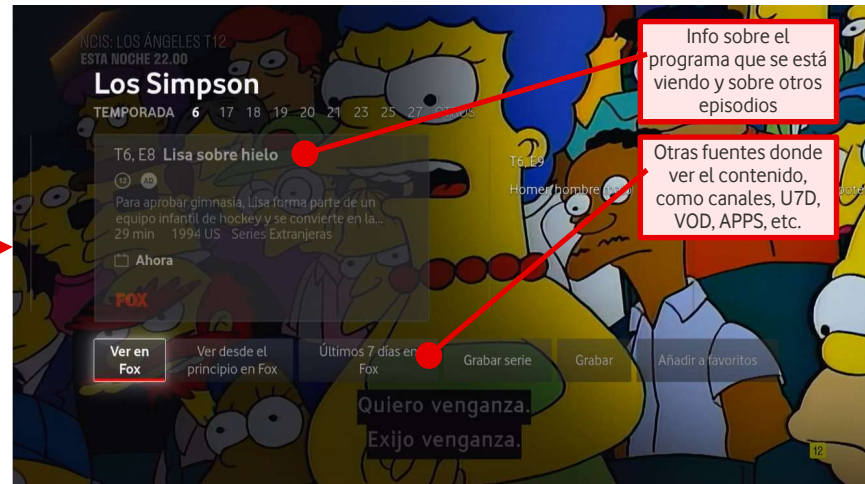 NCIS: LOS ÁNGELES T12
ESTA NOCHE 22.00
Los Simpson
TEMPORADA 6 17 18 19 20 21 23 25 27 OTROS
T6, E8 Lisa sobre hielo
12 AD
Para aprobar gimnasia, Lisa forma parte de un
equipo infantil de hockey y se convierte en la...
29 min 1994 US Series Extranjeras
Ahora
FOX
T6, E9
Homer, hombre
Info sobre el
programa que se está
viendo y sobre otros
episodios
Otras fuentes donde
ver el contenido,
como canales, U7D,
VOD, APPS, etc.
Ver en
Fox
Ver desde el
principio en Fox
Últimos 7 días en
Fox
Grabar serie
Grabar
Añadir a favoritos
Quiero venganza.
Exijo venganza.
12